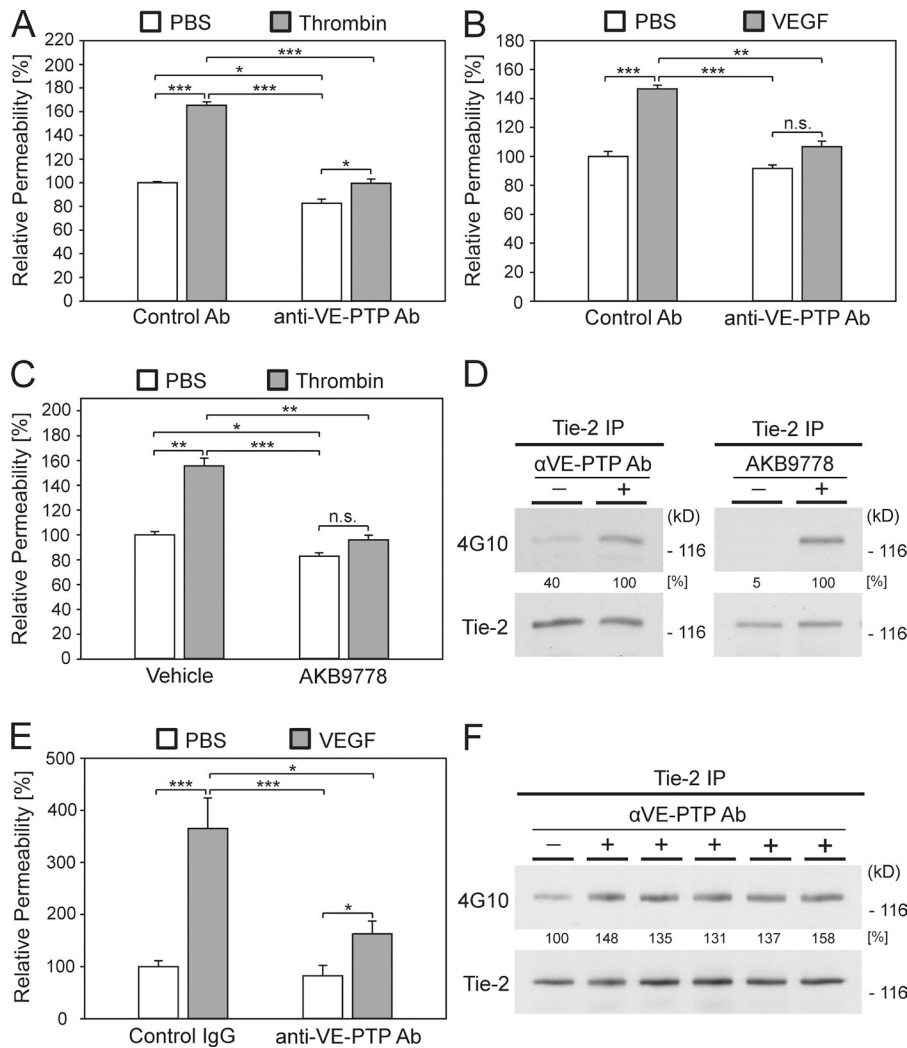 A
PBS Thrombin
Relative Permeability [%]
220
200
180
160
140
120
100
80
60
40
20
0
***
*
*** ***
*
Control Ab anti-VE-PTP Ab
B
PBS VEGF
Relative Permeability [%]
180
160
140
120
100
80
60
40
20
0
**
*** ***
n.s.
Control Ab anti-VE-PTP Ab
C
PBS Thrombin
Relative Permeability [%]
200
180
160
140
120
100
80
60
40
20
0
**
*
** ***
n.s.
Vehicle AKB9778
D
Tie-2 IP
αVE-PTP Ab
– +
(kD)
4G10
- 116
40 100 [%]
Tie-2
- 116
Tie-2 IP
AKB9778
– +
(kD)
- 116
5 100 [%]
- 116
E
PBS VEGF
Relative Permeability [%]
500
400
300
200
100
0
*
*** ***
*
Control IgG anti-VE-PTP Ab
F
Tie-2 IP
αVE-PTP Ab
– + + + + +
(kD)
4G10
- 116
100 148 135 131 137 158 [%]
Tie-2
- 116